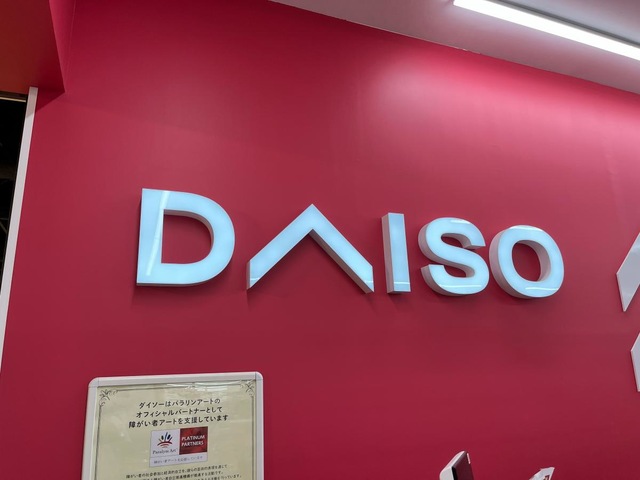 DAISO
ダイソーはパラリンアートの
オフィシャルパートナーとして
障がい者アートを支援しています
Paralym Art
PLATINUM
PARTNERS